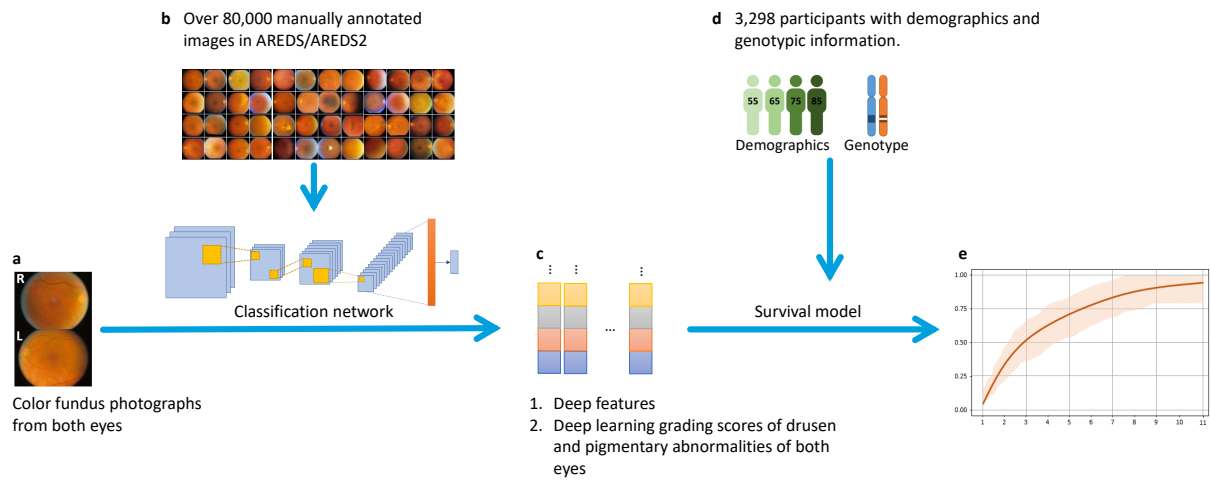 b Over 80,000 manually annotated
images in AREDS/AREDS2
d 3,298 participants with demographics and
genotypic information.
55 65 75 85
Demographics Genotype
a
R
L
Color fundus photographs
from both eyes
Classification network
c
... ... ...
...
1. Deep features
2. Deep learning grading scores of drusen
and pigmentary abnormalities of both
eyes
Survival model
e
1.00
0.75
0.50
0.25
0.00
1 2 3 4 5 6 7 8 9 10 11